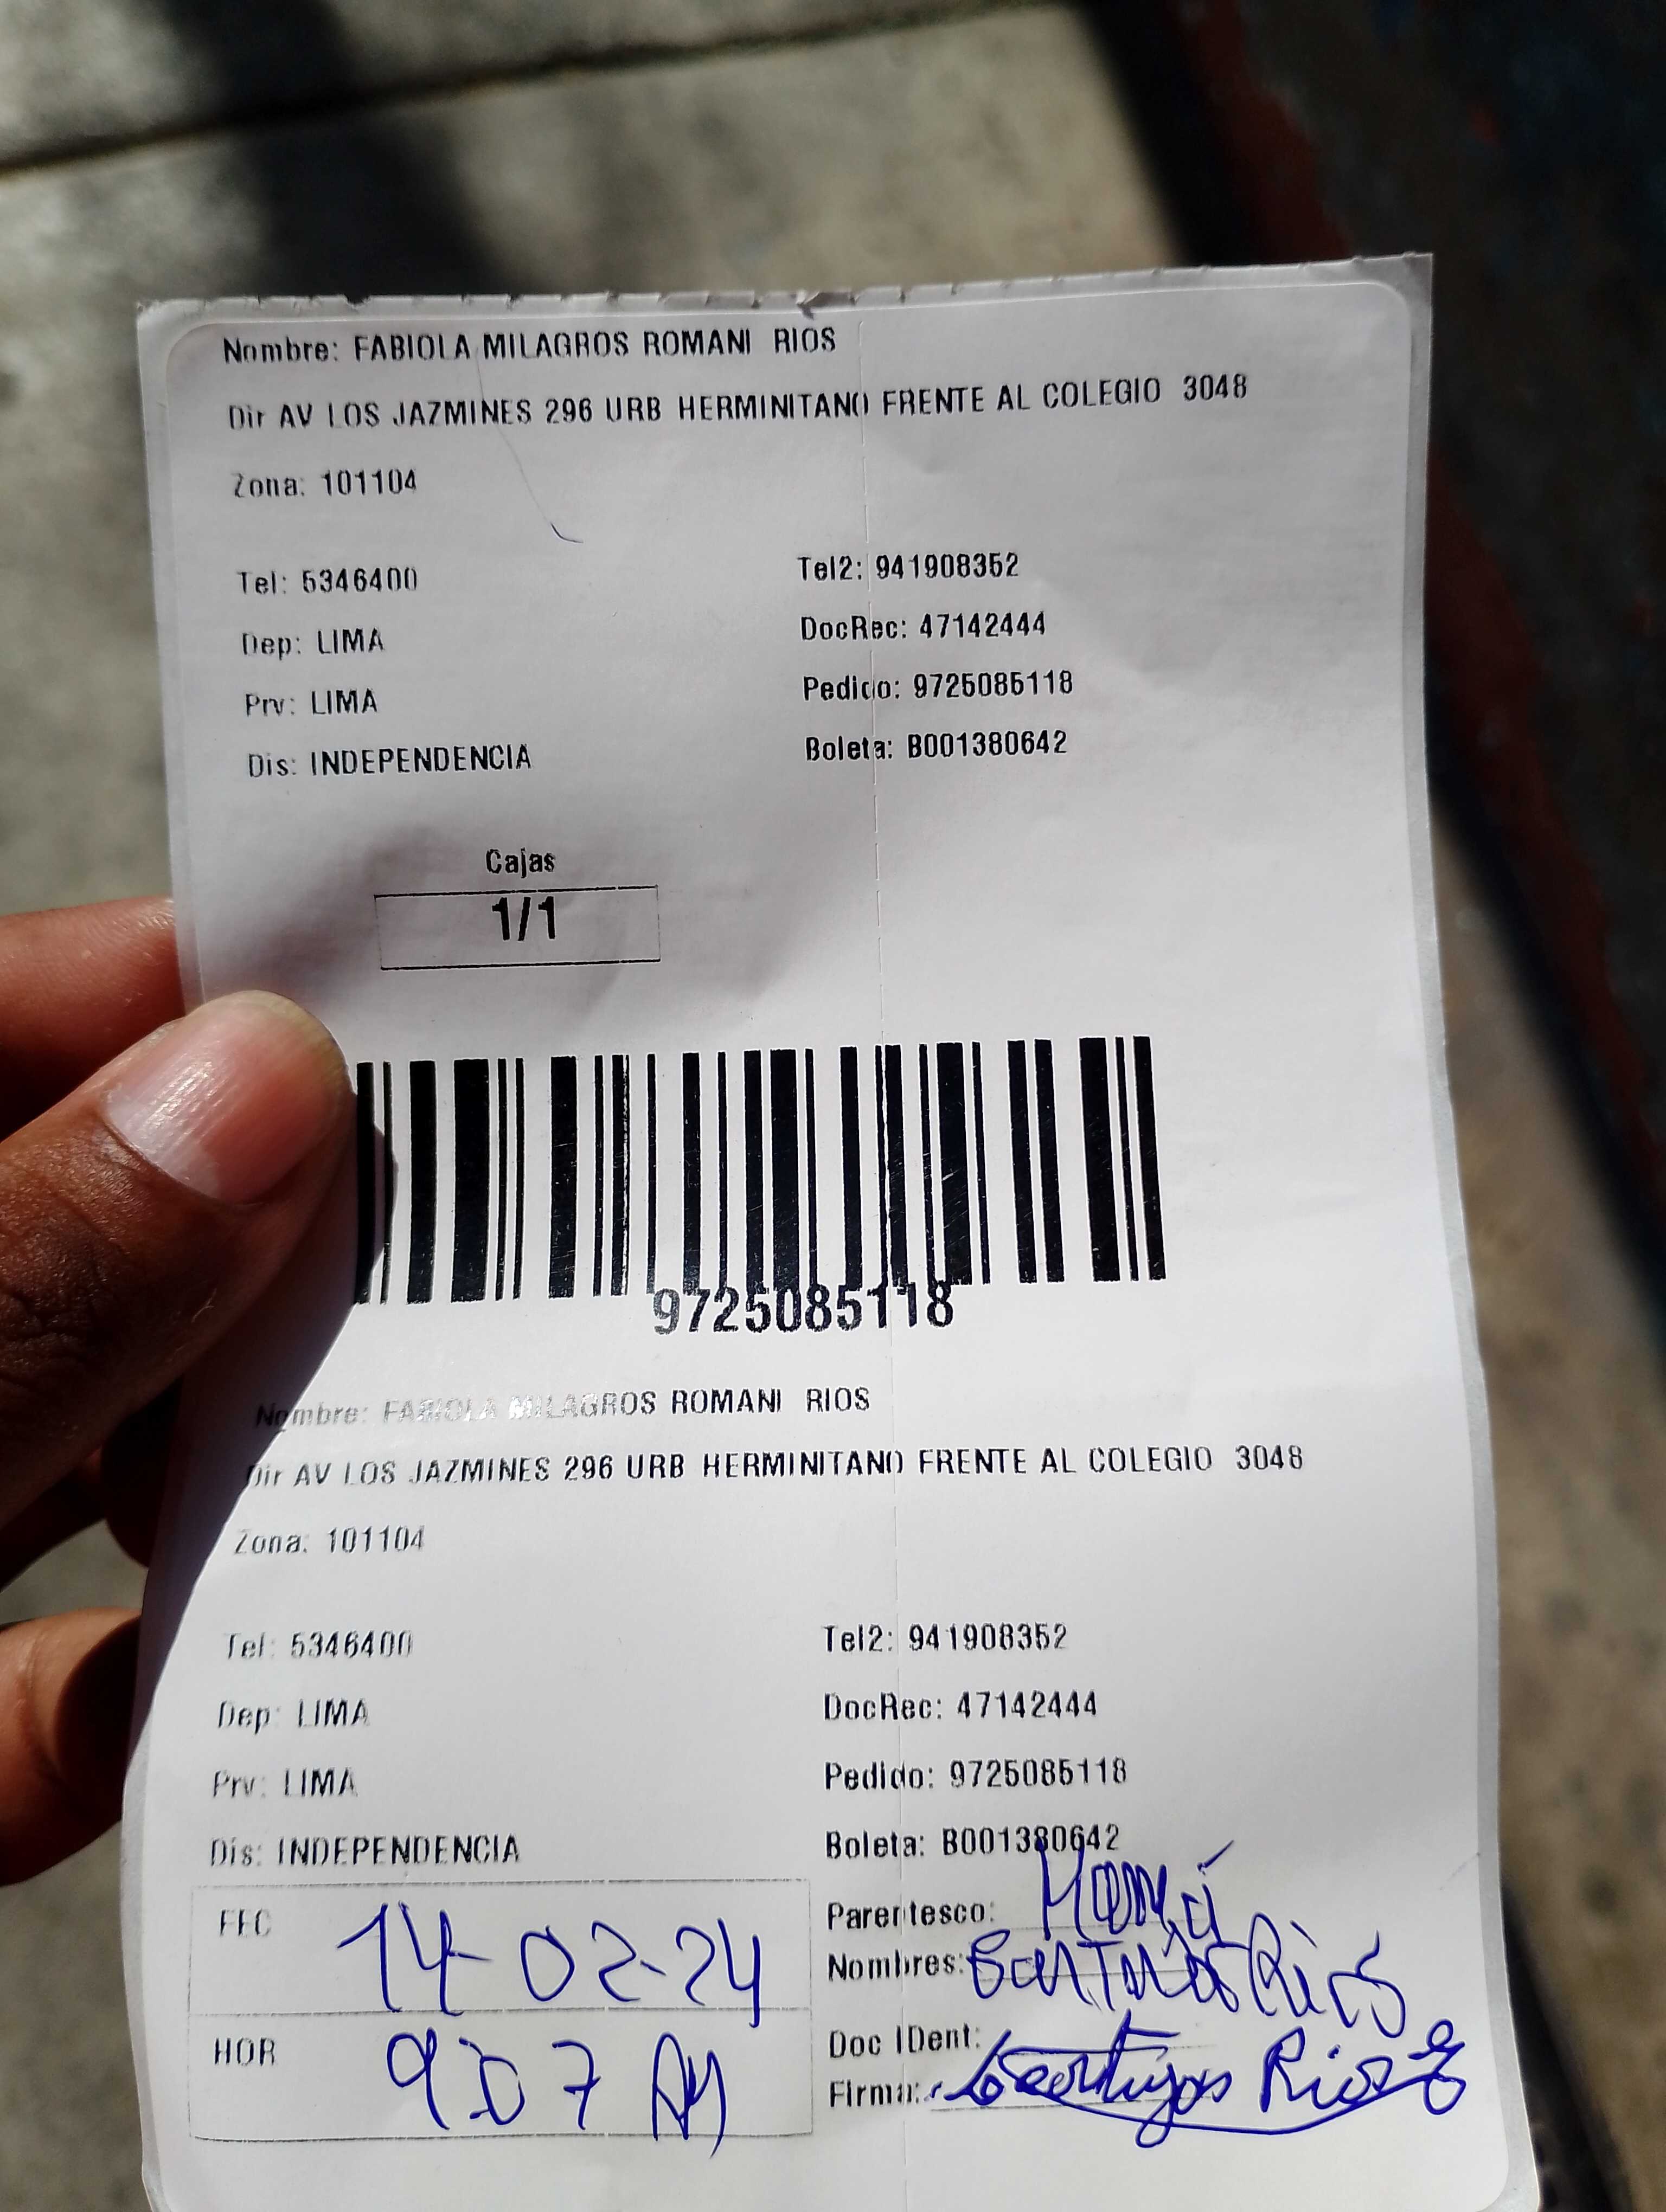 Nombre: FABIOLA MILAGROS ROMANI RIOS
Dir AV LOS JAZMINES 296 URB HERMINITANO FRENTE AL COLEGIO 3048
Zona: 101104
Tel: 5346400 Tel2: 941908352
Dep: LIMA DocRec: 47142444
Prv: LIMA Pedido: 9725085118
Dis: INDEPENDENCIA Boleta: B001380642
Cajas
1/1
9725085118
Nombre: FABIOLA MILAGROS ROMANI RIOS
Dir AV LOS JAZMINES 296 URB HERMINITANO FRENTE AL COLEGIO 3048
Zona: 101104
Tel: 5346400 Tel2: 941908352
Dep: LIMA DocRec: 47142444
Prv: LIMA Pedido: 9725085118
Dis: INDEPENDENCIA Boleta: B001380642
FEC 14-02-24 Parentesco: Mamá
Nombres: Rios
HOR 9:07 AM Doc IDent:
Firma: Rios